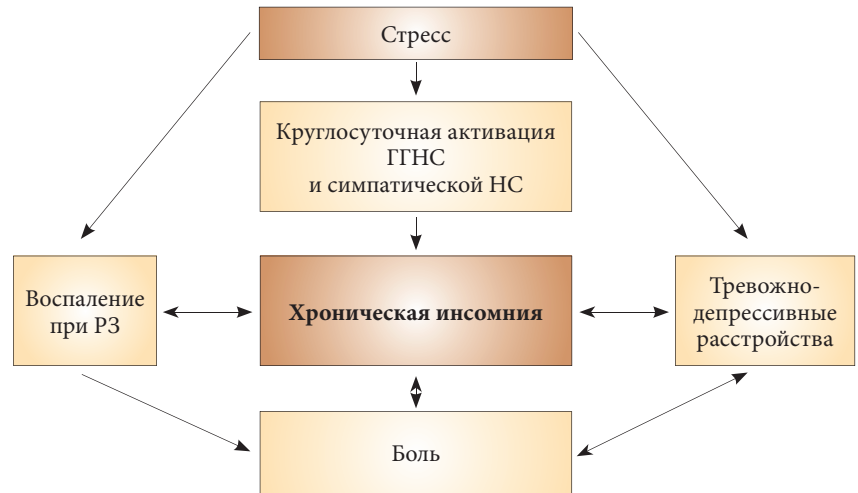 Стресс
Круглосуточная активация
ГГНС
и симпатической НС
Воспаление
при РЗ
Хроническая инсомния
Тревожно-
депрессивные
расстройства
Боль